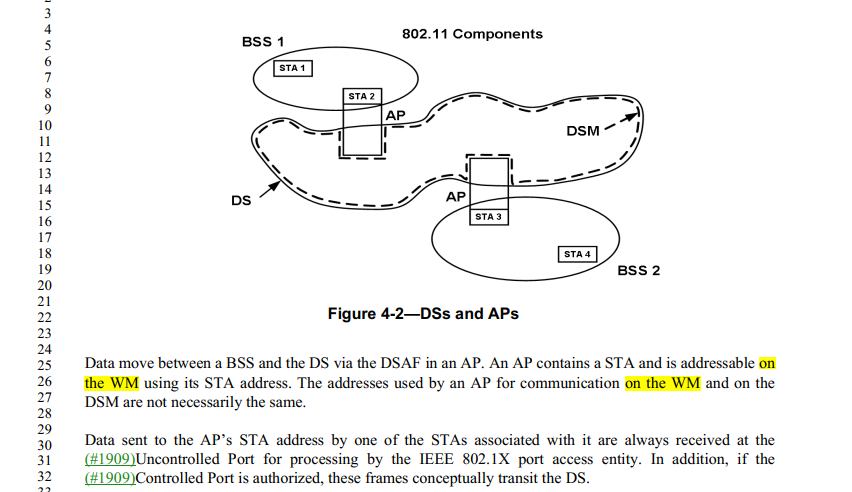 3
4
5
6
7
8
9
10
11
12
13
14
15
16
17
18
19
20
21
22
23
24
25
26
27
28
29
30
31
32
802.11 Components
BSS 1
STA 1
STA 2
AP
DSM
DS
AP
STA 3
STA 4
BSS 2
Figure 4-2—DSs and APs
Data move between a BSS and the DS via the DSAF in an AP. An AP contains a STA and is addressable on
the WM using its STA address. The addresses used by an AP for communication on the WM and on the
DSM are not necessarily the same.
Data sent to the AP’s STA address by one of the STAs associated with it are always received at the
(#1909)Uncontrolled Port for processing by the IEEE 802.1X port access entity. In addition, if the
(#1909)Controlled Port is authorized, these frames conceptually transit the DS.